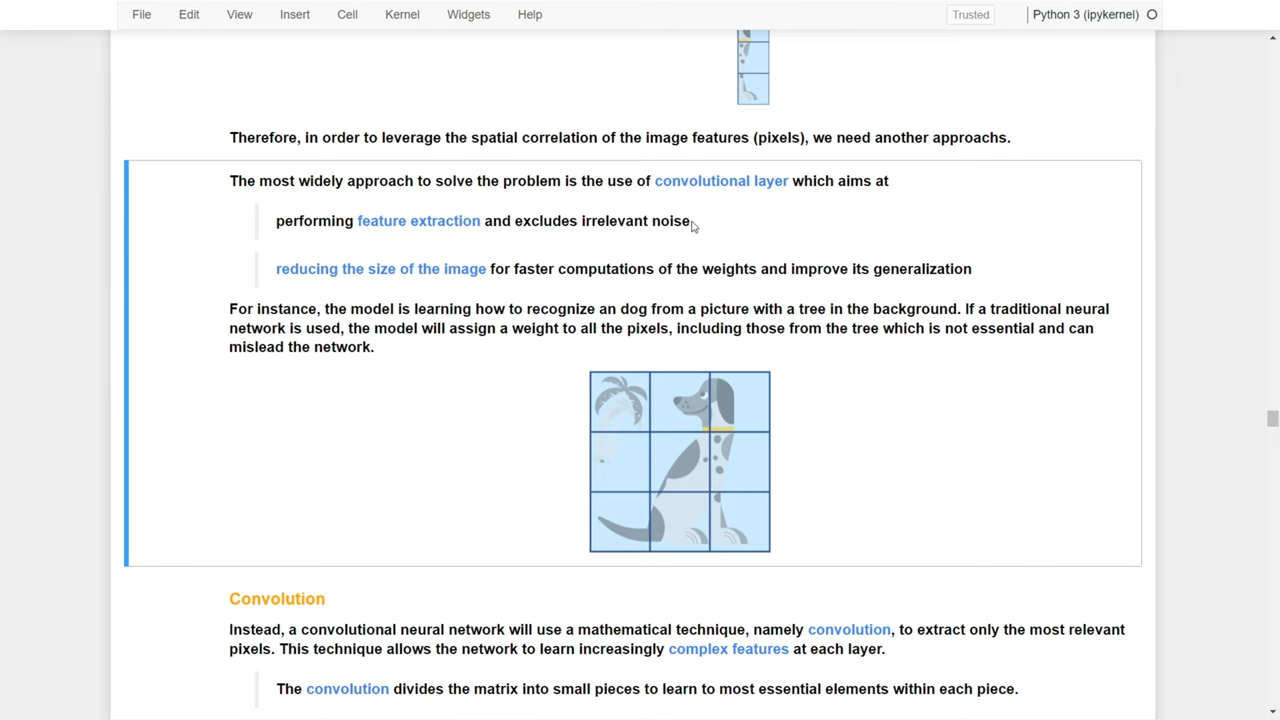 File Edit View Insert Cell Kernel Widgets Help Trusted Python 3 (ipykernel)
Therefore, in order to leverage the spatial correlation of the image features (pixels), we need another approachs.
The most widely approach to solve the problem is the use of convolutional layer which aims at
performing feature extraction and excludes irrelevant noise
reducing the size of the image for faster computations of the weights and improve its generalization
For instance, the model is learning how to recognize an dog from a picture with a tree in the background. If a traditional neural
network is used, the model will assign a weight to all the pixels, including those from the tree which is not essential and can
mislead the network.
Convolution
Instead, a convolutional neural network will use a mathematical technique, namely convolution, to extract only the most relevant
pixels. This technique allows the network to learn increasingly complex features at each layer.
The convolution divides the matrix into small pieces to learn to most essential elements within each piece.